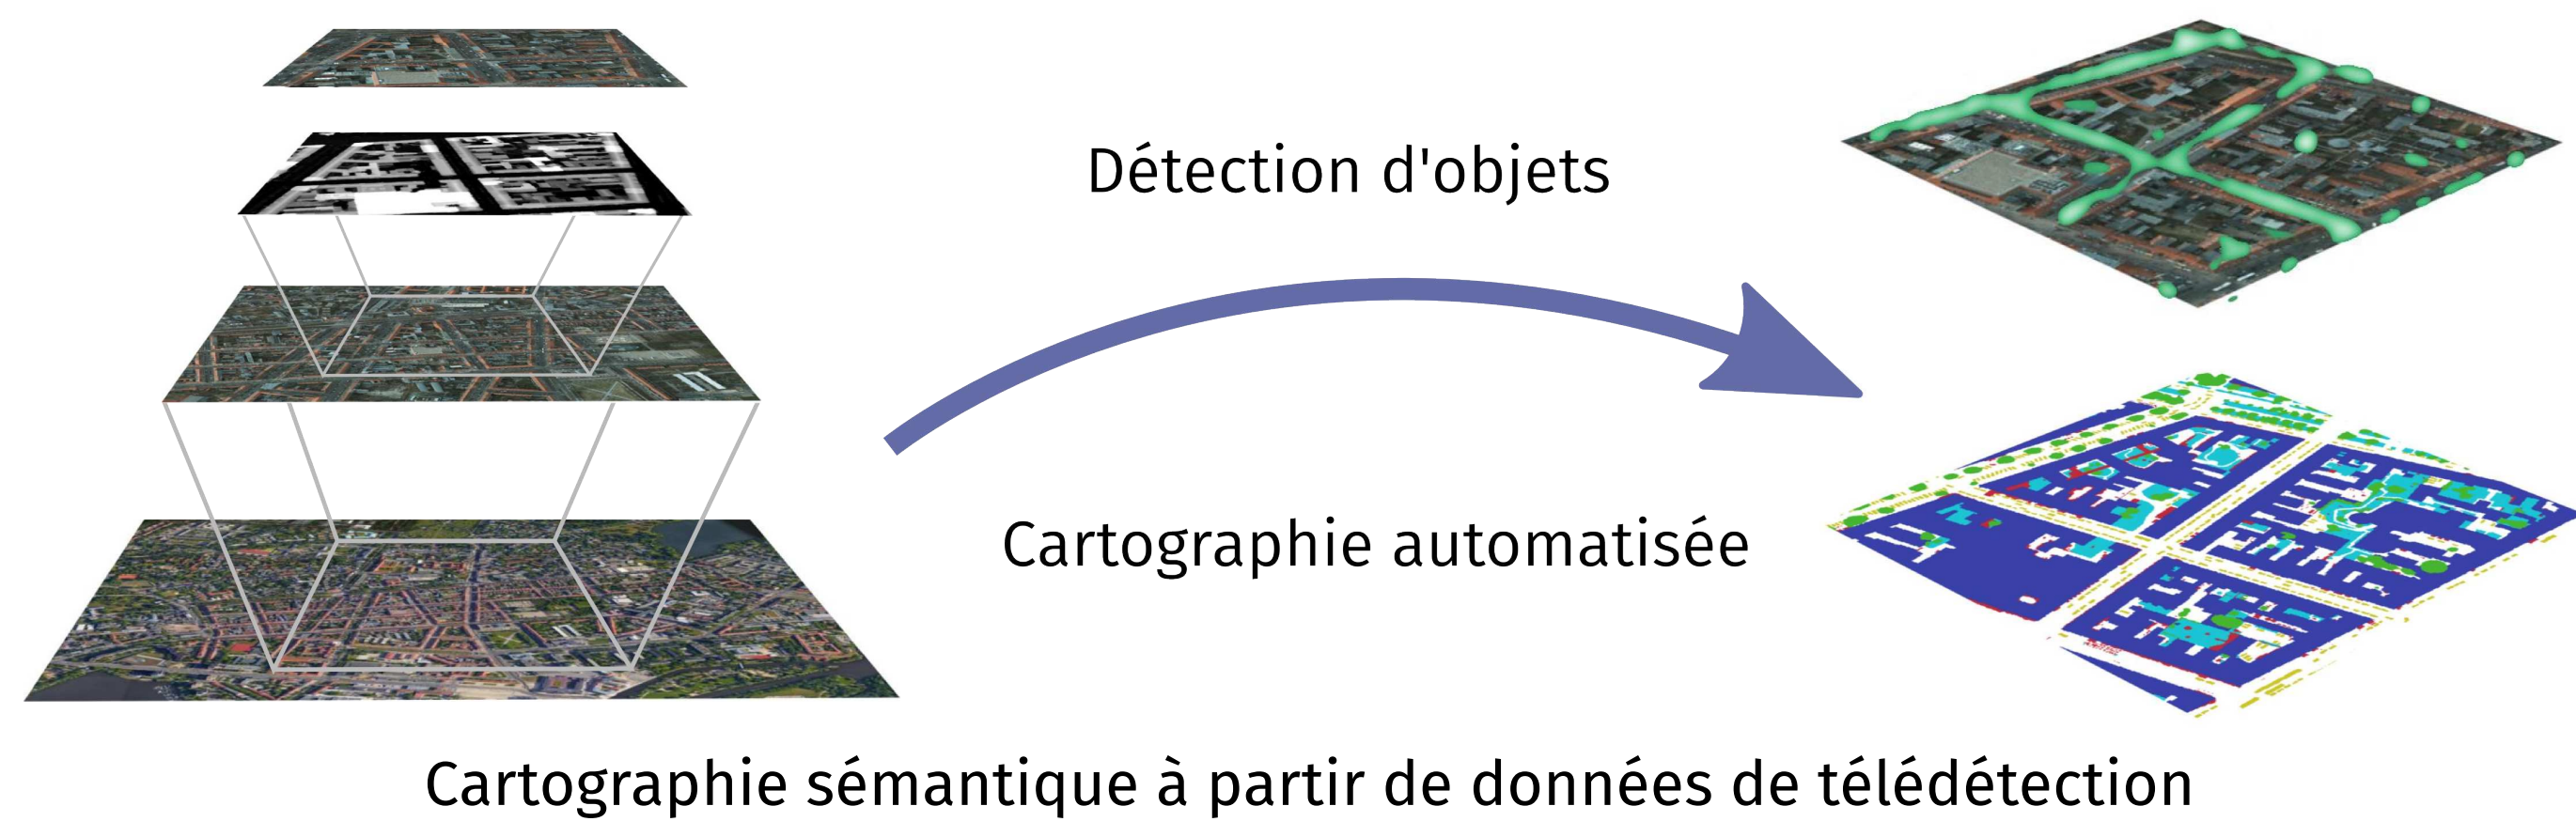 Détection d'objets
Cartographie automatisée
Cartographie sémantique à partir de données de télédétection